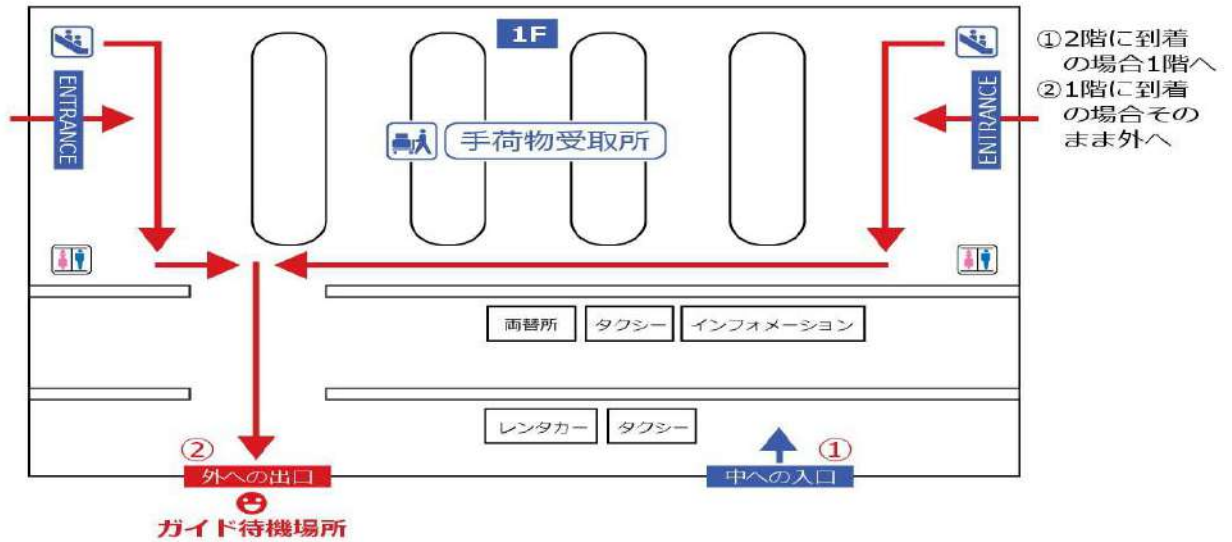 1F
①2階に到着
の場合1階へ
②1階に到着
の場合その
まま外へ
ENTRANCE
ENTRANCE
手荷物受取所
両替所
タクシー
インフォメーション
レンタカー
タクシー
②
外への出口
①
中への入口
ガイド待機場所